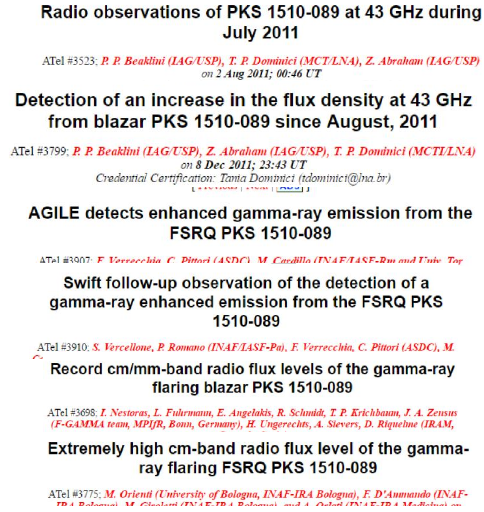 Radio observations of PKS 1510-089 at 43 GHz during
July 2011
ATel #3523; P. P. Beaklini (IAG/USP), T. P. Dominici (MCT/LNA), Z. Abraham (IAG/USP)
on 2 Aug 2011; 00:46 UT
Detection of an increase in the flux density at 43 GHz
from blazar PKS 1510-089 since August, 2011
ATel #3799; P. P. Beaklini (IAG/USP), Z. Abraham (IAG/USP), T. P. Dominici (MCTI/LNA)
on 8 Dec 2011; 23:43 UT
Credential Certification: Tania Dominici (tdominici@lna.br)
[ Previous | Next | ADS ]
AGILE detects enhanced gamma-ray emission from the
FSRQ PKS 1510-089
ATel #3907; F. Verrecchia, C. Pittori (ASDC), M. Cardillo (INAF/IASF-Rm and Univ. Tor
Swift follow-up observation of the detection of a
gamma-ray enhanced emission from the FSRQ PKS
1510-089
ATel #3910; S. Vercellone, P. Romano (INAF/IASF-Pa), F. Verrecchia, C. Pittori (ASDC), M.
Record cm/mm-band radio flux levels of the gamma-ray
flaring blazar PKS 1510-089
ATel #3698; I. Nestoras, L. Fuhrmann, E. Angelakis, R. Schmidt, T. P. Krichbaum, J. A. Zensus
(F-GAMMA team, MPIfR, Bonn, Germany), H. Ungerechts, A. Sievers, D. Riquelme (IRAM,
Extremely high cm-band radio flux level of the gamma-
ray flaring FSRQ PKS 1510-089
ATel #3775; M. Orienti (University of Bologna, INAF-IRA Bologna), F. D'Ammando (INAF-
IRA Bologna), M. Giroletti (INAF-IRA Bologna), and A. Orlati (INAF-IRA Medicina) on